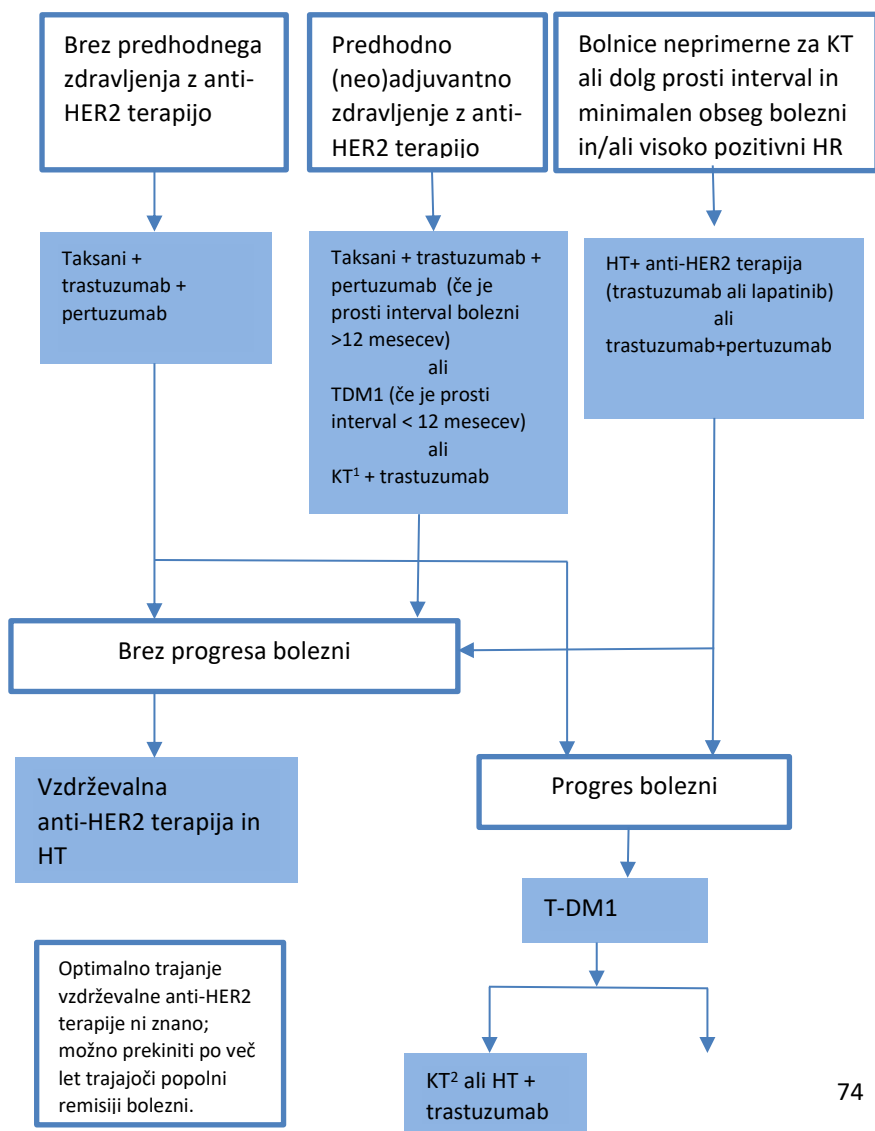 Brez predhodnega
zdravljenja z anti-
HER2 terapijo
Predhodno
(neo)adjuvantno
zdravljenje z anti-
HER2 terapijo
Bolnice neprimerne za KT
ali dolg prosti interval in
minimalen obseg bolezni
in/ali visoko pozitivni HR
Taksani +
trastuzumab +
pertuzumab
Taksani + trastuzumab +
pertuzumab (če je
prosti interval bolezni
>12 mesecev)
ali
TDM1 (če je prosti
interval < 12 mesecev)
ali
KT¹ + trastuzumab
HT+ anti-HER2 terapija
(trastuzumab ali lapatinib)
ali
trastuzumab+pertuzumab
Brez progresa bolezni
Vzdrževalna
anti-HER2 terapija in
HT
Progres bolezni
T-DM1
Optimalno trajanje
vzdrževalne anti-HER2
terapije ni znano;
možno prekiniti po več
let trajajoči popolni
remisiji bolezni.
KT² ali HT +
trastuzumab
74